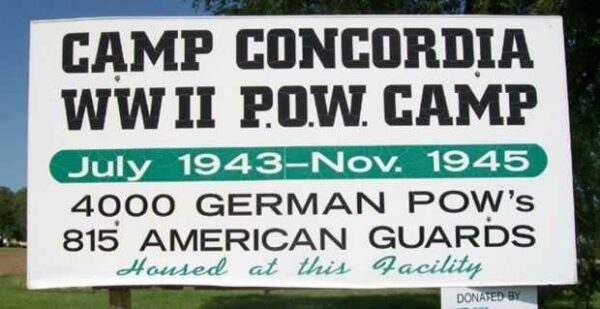 CAMP CONCORDIA
WW II P.O.W. CAMP
July 1943–Nov. 1945
4000 GERMAN POW's
815 AMERICAN GUARDS
Housed at this Facility
DONATED BY